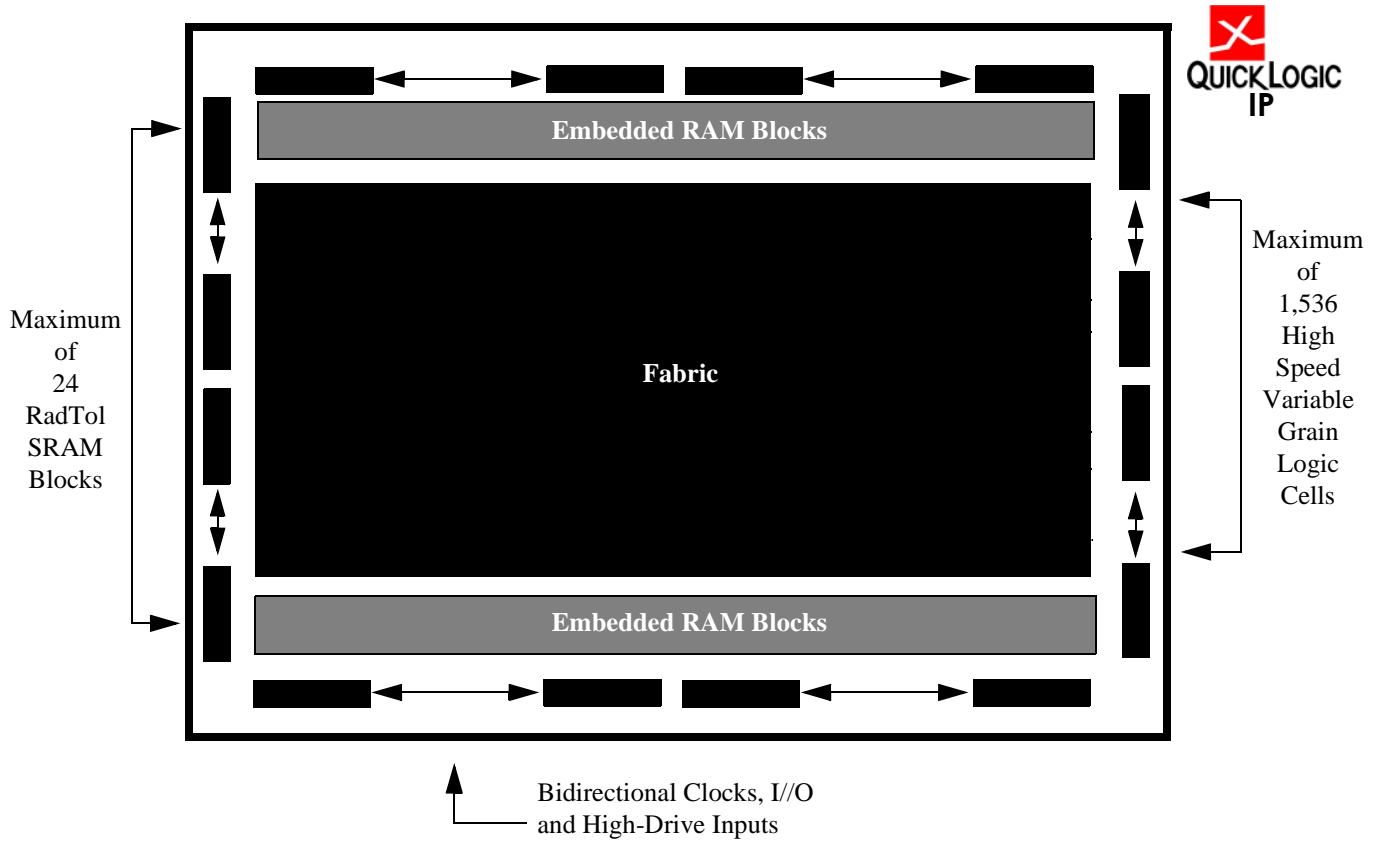 QUICKLOGIC
IP
Embedded RAM Blocks
Maximum
of
24
RadTol
SRAM
Blocks
Fabric
Maximum
of
1,536
High
Speed
Variable
Grain
Logic
Cells
Embedded RAM Blocks
Bidirectional Clocks, I//O
and High-Drive Inputs